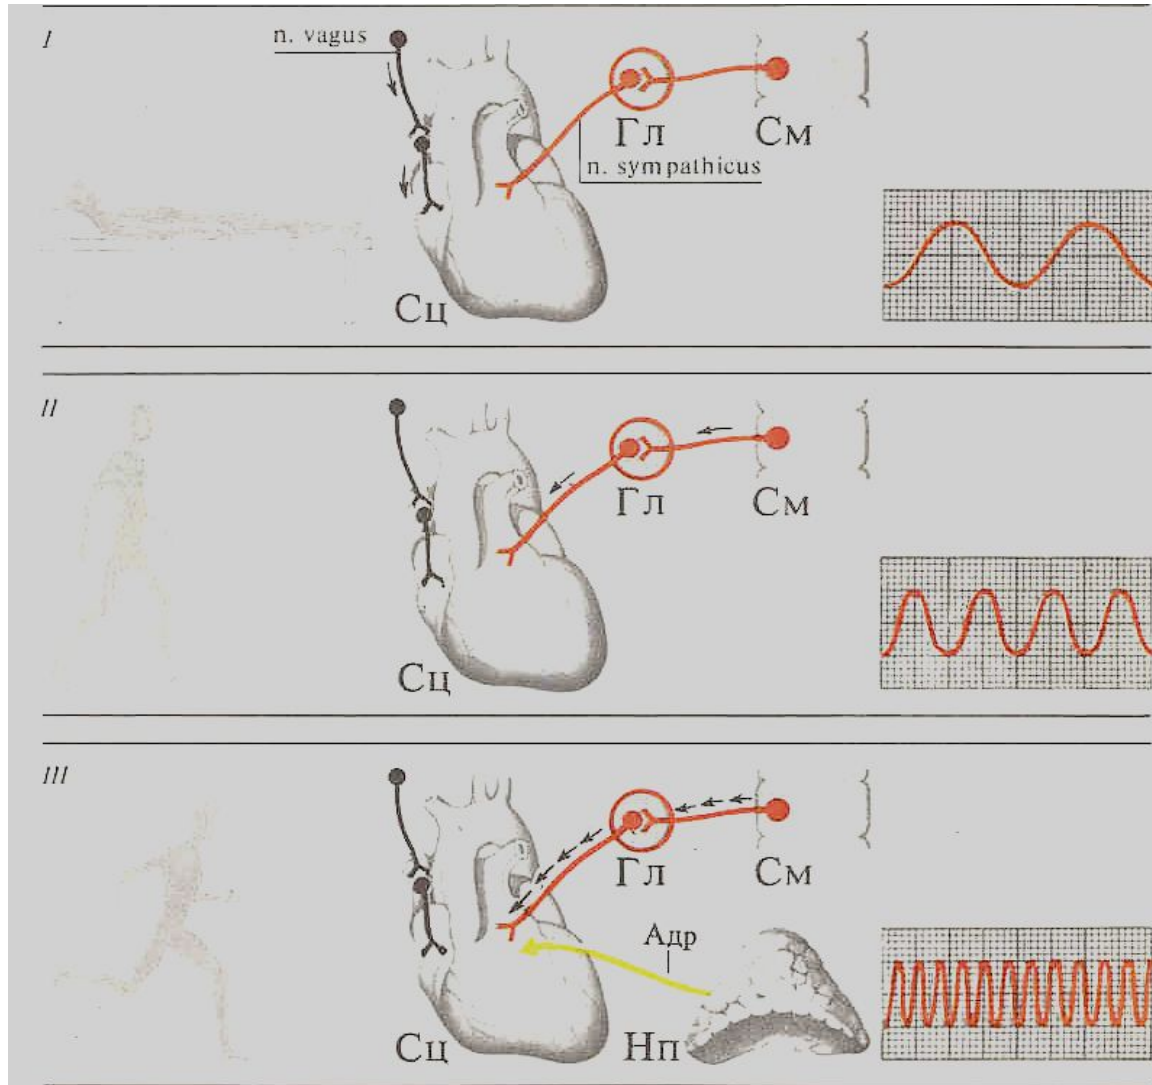 I
n. vagus
Гл
См
n. sympathicus
Сц
II
Гл
См
Сц
III
Гл
См
Адр
Сц
Нп